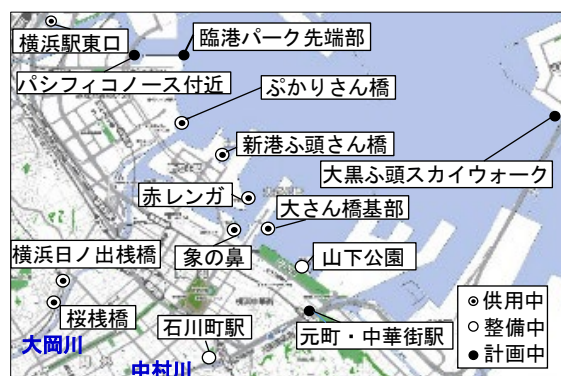 横浜駅東口
臨港パーク先端部
パシフィコノース付近
ぷかりさん橋
新港ふ頭さん橋
大黒ふ頭スカイウォーク
赤レンガ
大さん橋基部
横浜日ノ出桟橋
象の鼻
山下公園
桜桟橋
石川町駅
元町・中華街駅
大岡川
中村川
供用中
整備中
計画中